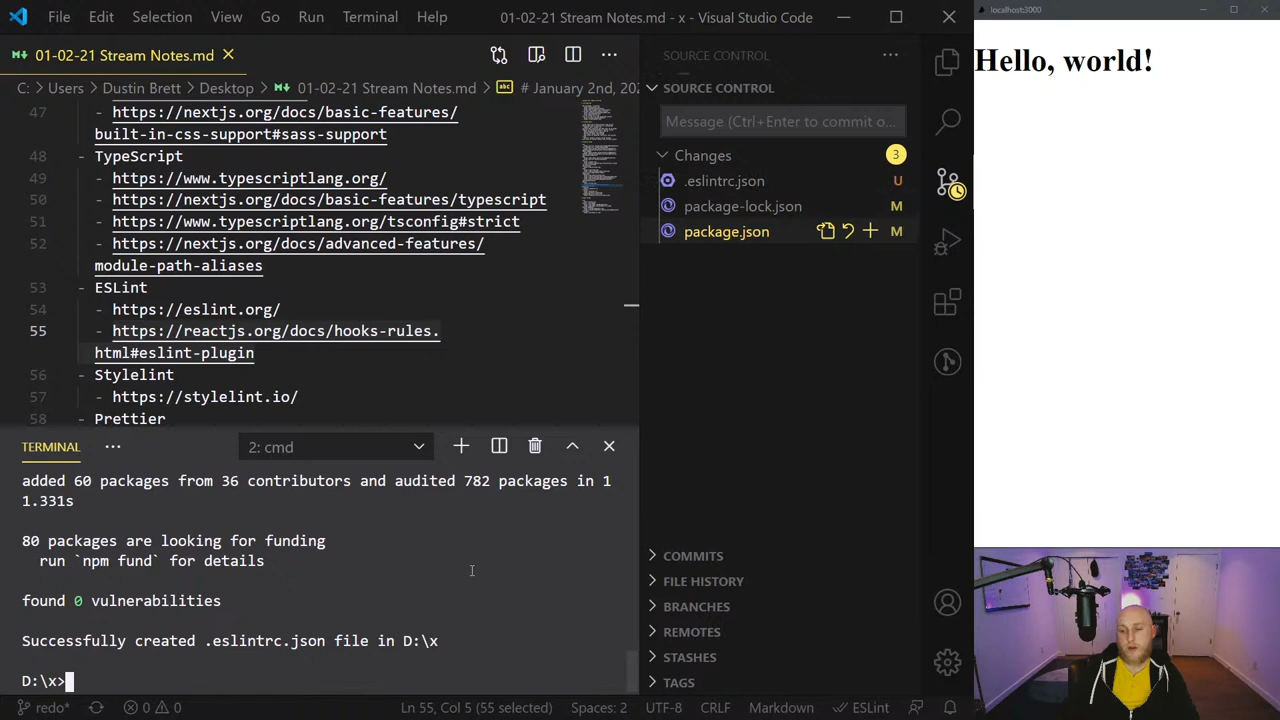 File Edit Selection View Go Run Terminal Help
01-02-21 Stream Notes.md - x - Visual Studio Code
localhost:3000
01-02-21 Stream Notes.md
C: > Users > Dustin Brett > Desktop > 01-02-21 Stream Notes.md > # January 2nd, 202
47 - https://nextjs.org/docs/basic-features/
built-in-css-support#sass-support
48 - TypeScript
49 - https://www.typescriptlang.org/
50 - https://nextjs.org/docs/basic-features/typescript
51 - https://www.typescriptlang.org/tsconfig#strict
52 - https://nextjs.org/docs/advanced-features/
module-path-aliases
53 - ESLint
54 - https://eslint.org/
55 - https://reactjs.org/docs/hooks-rules.
html#eslint-plugin
56 - Stylelint
57 - https://stylelint.io/
58 - Prettier
TERMINAL ... 2: cmd
added 60 packages from 36 contributors and audited 782 packages in 1
1.331s
80 packages are looking for funding
run `npm fund` for details
found 0 vulnerabilities
Successfully created .eslintrc.json file in D:\x
D:\x>
SOURCE CONTROL
SOURCE CONTROL
Message (Ctrl+Enter to commit o...
Changes 3
.eslintrc.json U
package-lock.json M
package.json M
COMMITS
FILE HISTORY
BRANCHES
REMOTES
STASHES
TAGS
Hello, world!
redo* 0 0 Ln 55, Col 5 (55 selected) Spaces: 2 UTF-8 CRLF Markdown ESLint